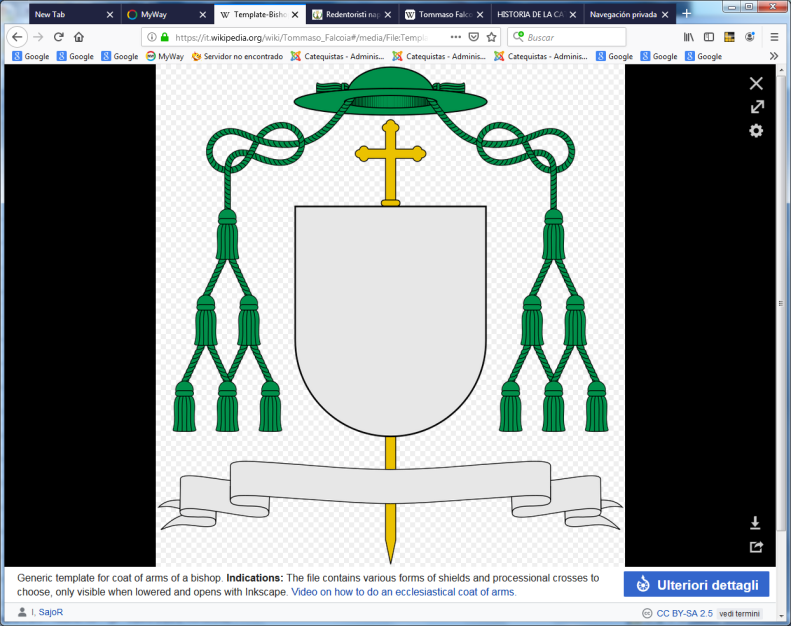 New Tab
MyWay
Template-Bisho
Redentoristi nap
Tommaso Falco
HISTORIA DE LA CA
Navegación privada
https://it.wikipedia.org/wiki/Tommaso_Falcoia#/media/File:Templ
Buscar
Google
Google
Google
MyWay
Servidor no encontrado
Catequistas - Adminis...
Catequistas - Adminis...
Catequistas - Adminis...
Google
Google
Google
Generic template for coat of arms of a bishop. Indications: The file contains various forms of shields and processional crosses to
choose, only visible when lowered and opens with Inkscape. Video on how to do an ecclesiastical coat of arms.
Ulteriori dettagli
I, SajoR
CC BY-SA 2.5
vedi termini